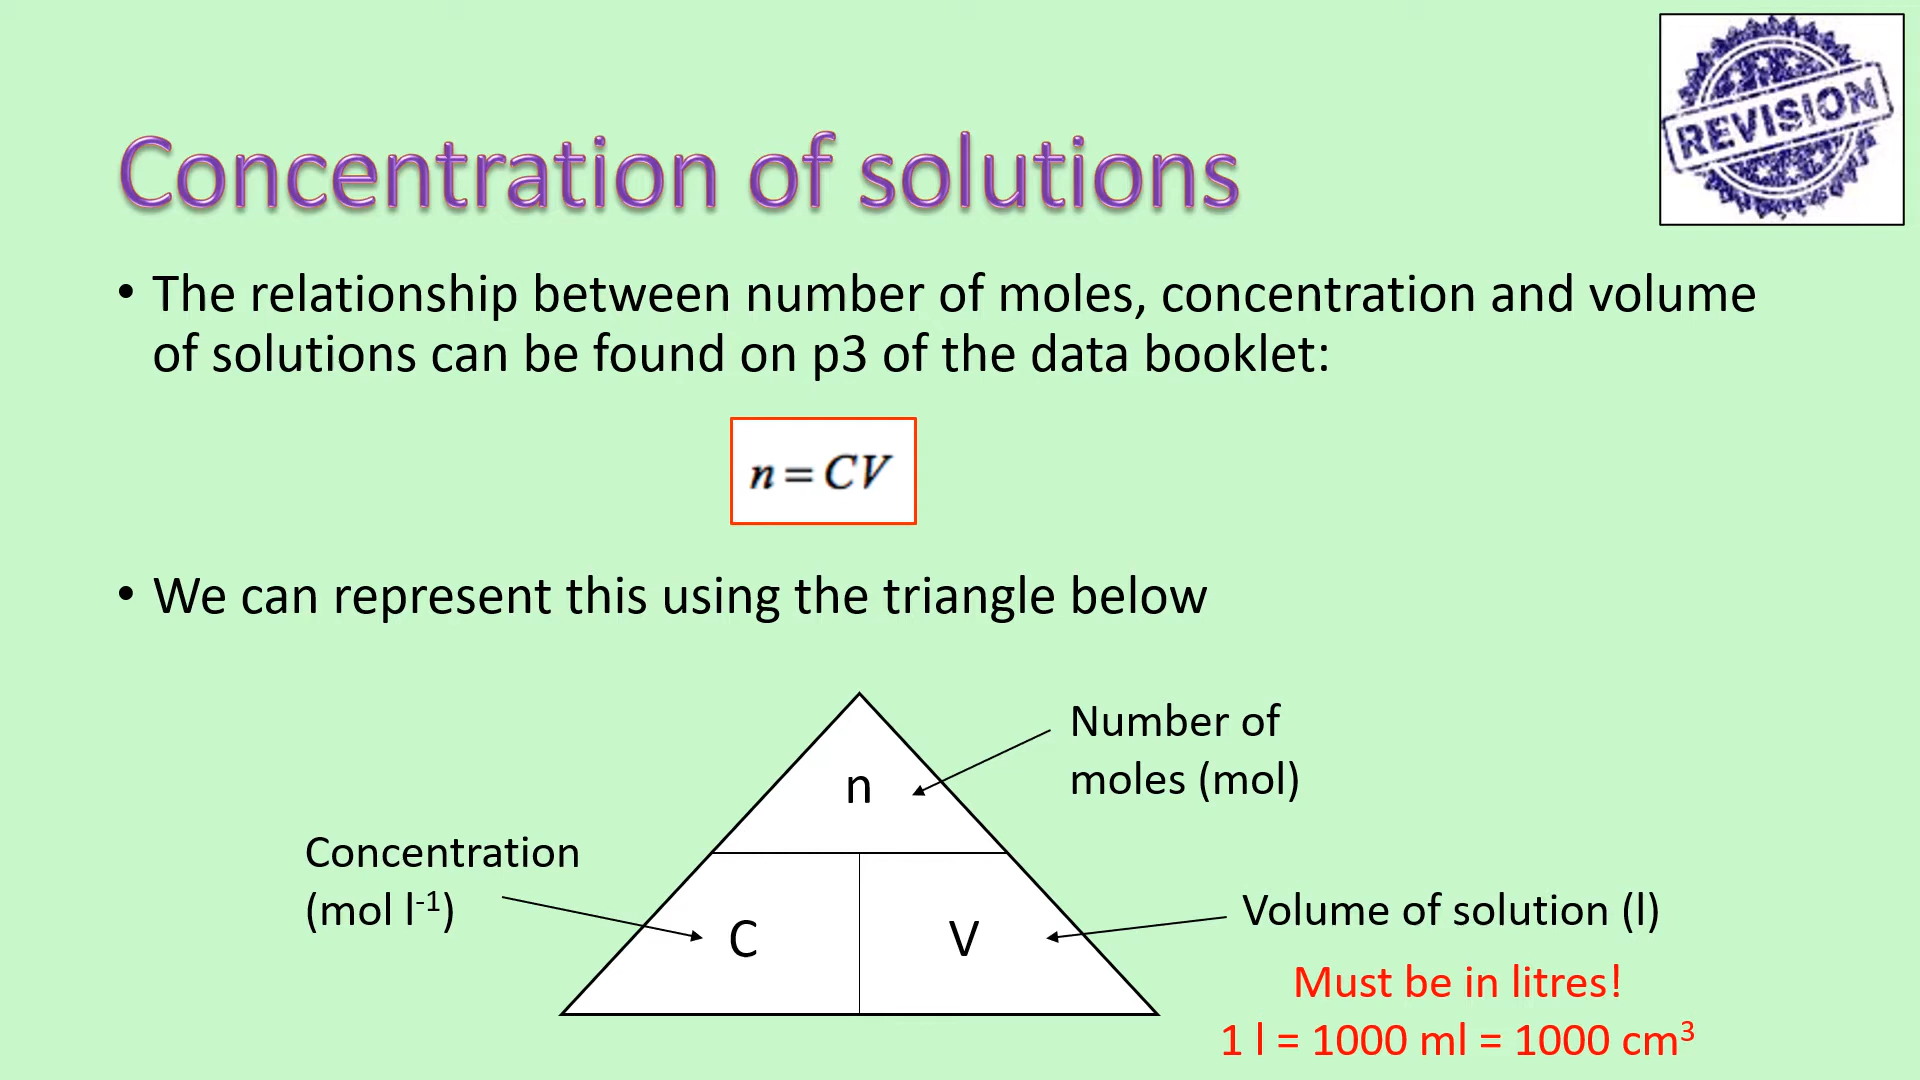 REVISION
Concentration of solutions
• The relationship between number of moles, concentration and volume
of solutions can be found on p3 of the data booklet:
n = CV
• We can represent this using the triangle below
Number of
moles (mol)
n
Concentration
(mol l⁻¹)
C
V
Volume of solution (l)
Must be in litres!
1 l = 1000 ml = 1000 cm³